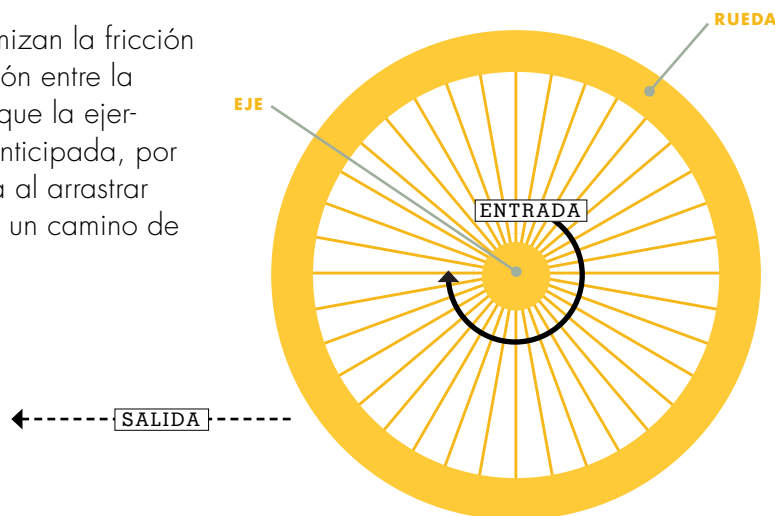 mizan la fricción
ón entre la
que la ejer-
nticipada, por
a al arrastrar
un camino de
RUEDA
EJE
ENTRADA
SALIDA